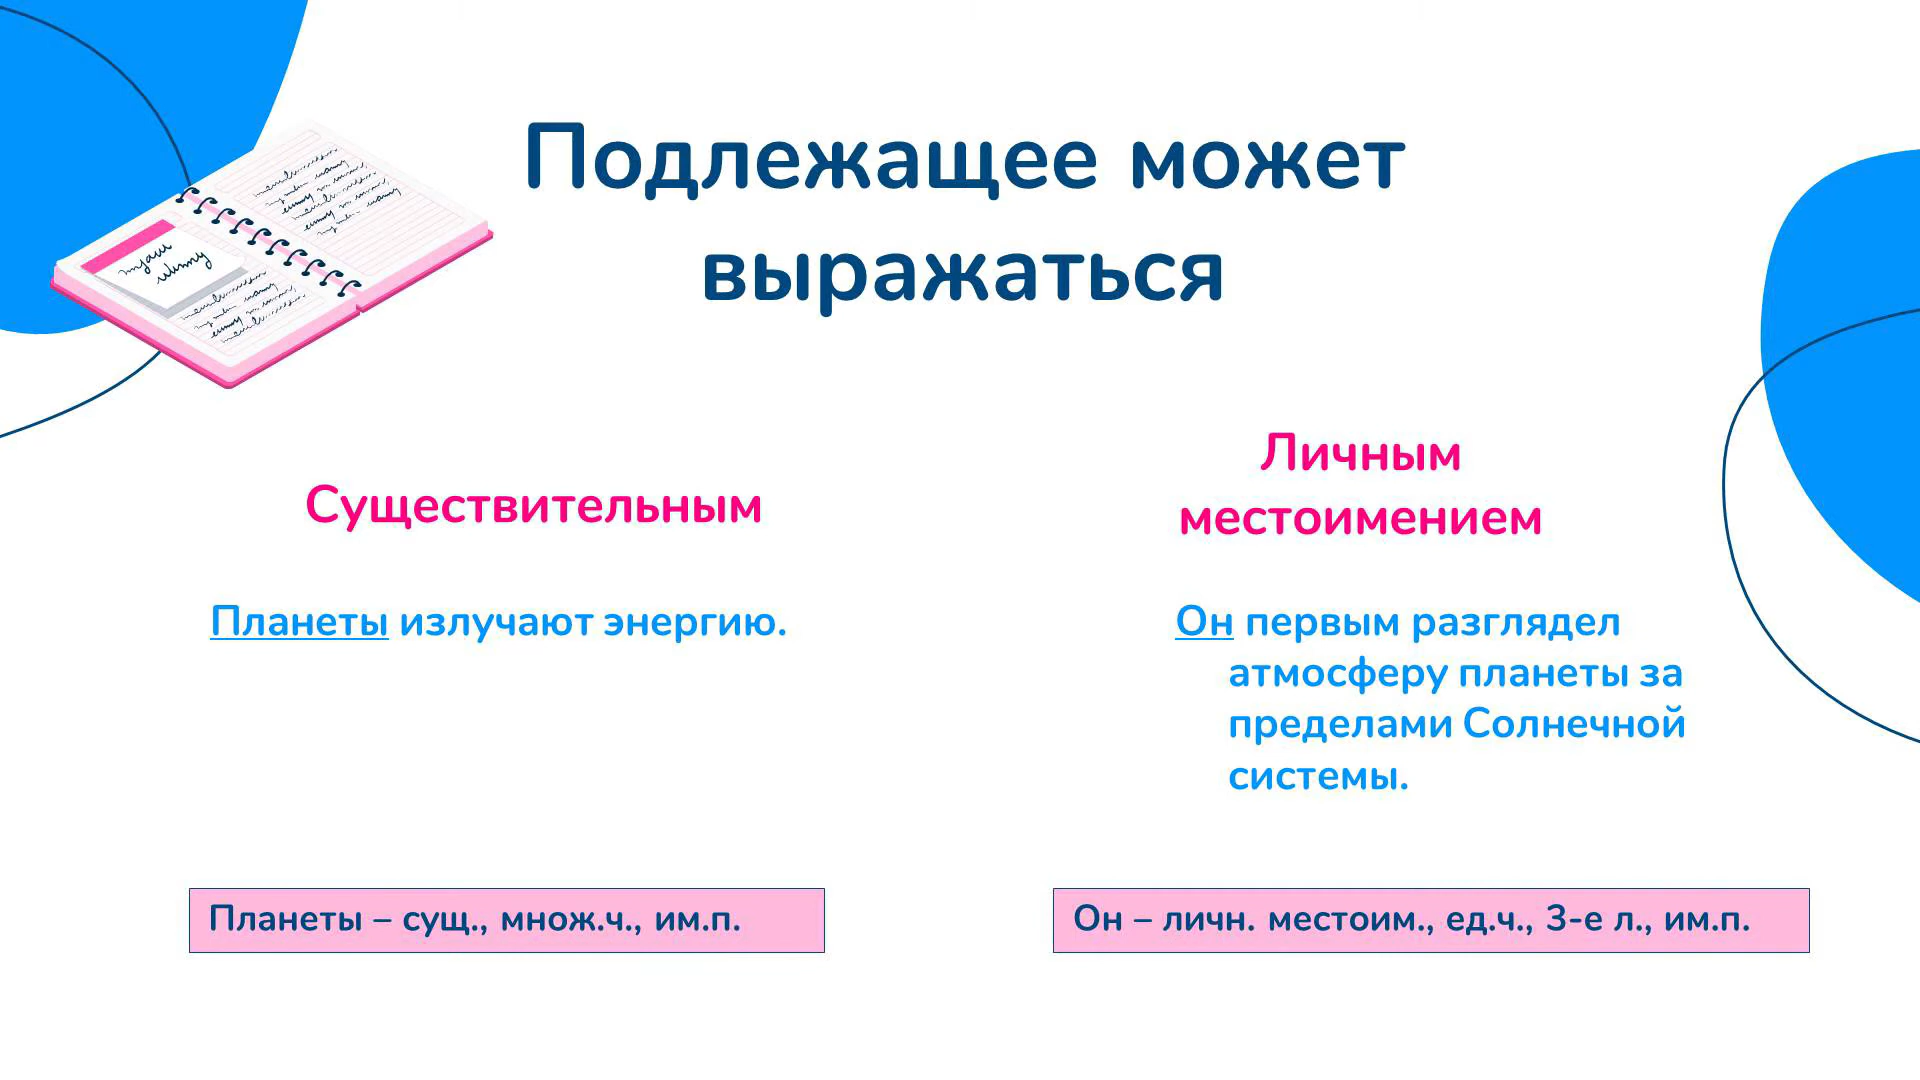 Подлежащее может
выражаться
Существительным
Планеты излучают энергию.
Планеты – сущ., множ.ч., им.п.
Личным
местоимением
Он первым разглядел
атмосферу планеты за
пределами Солнечной
системы.
Он – личн. местоим., ед.ч., 3-е л., им.п.